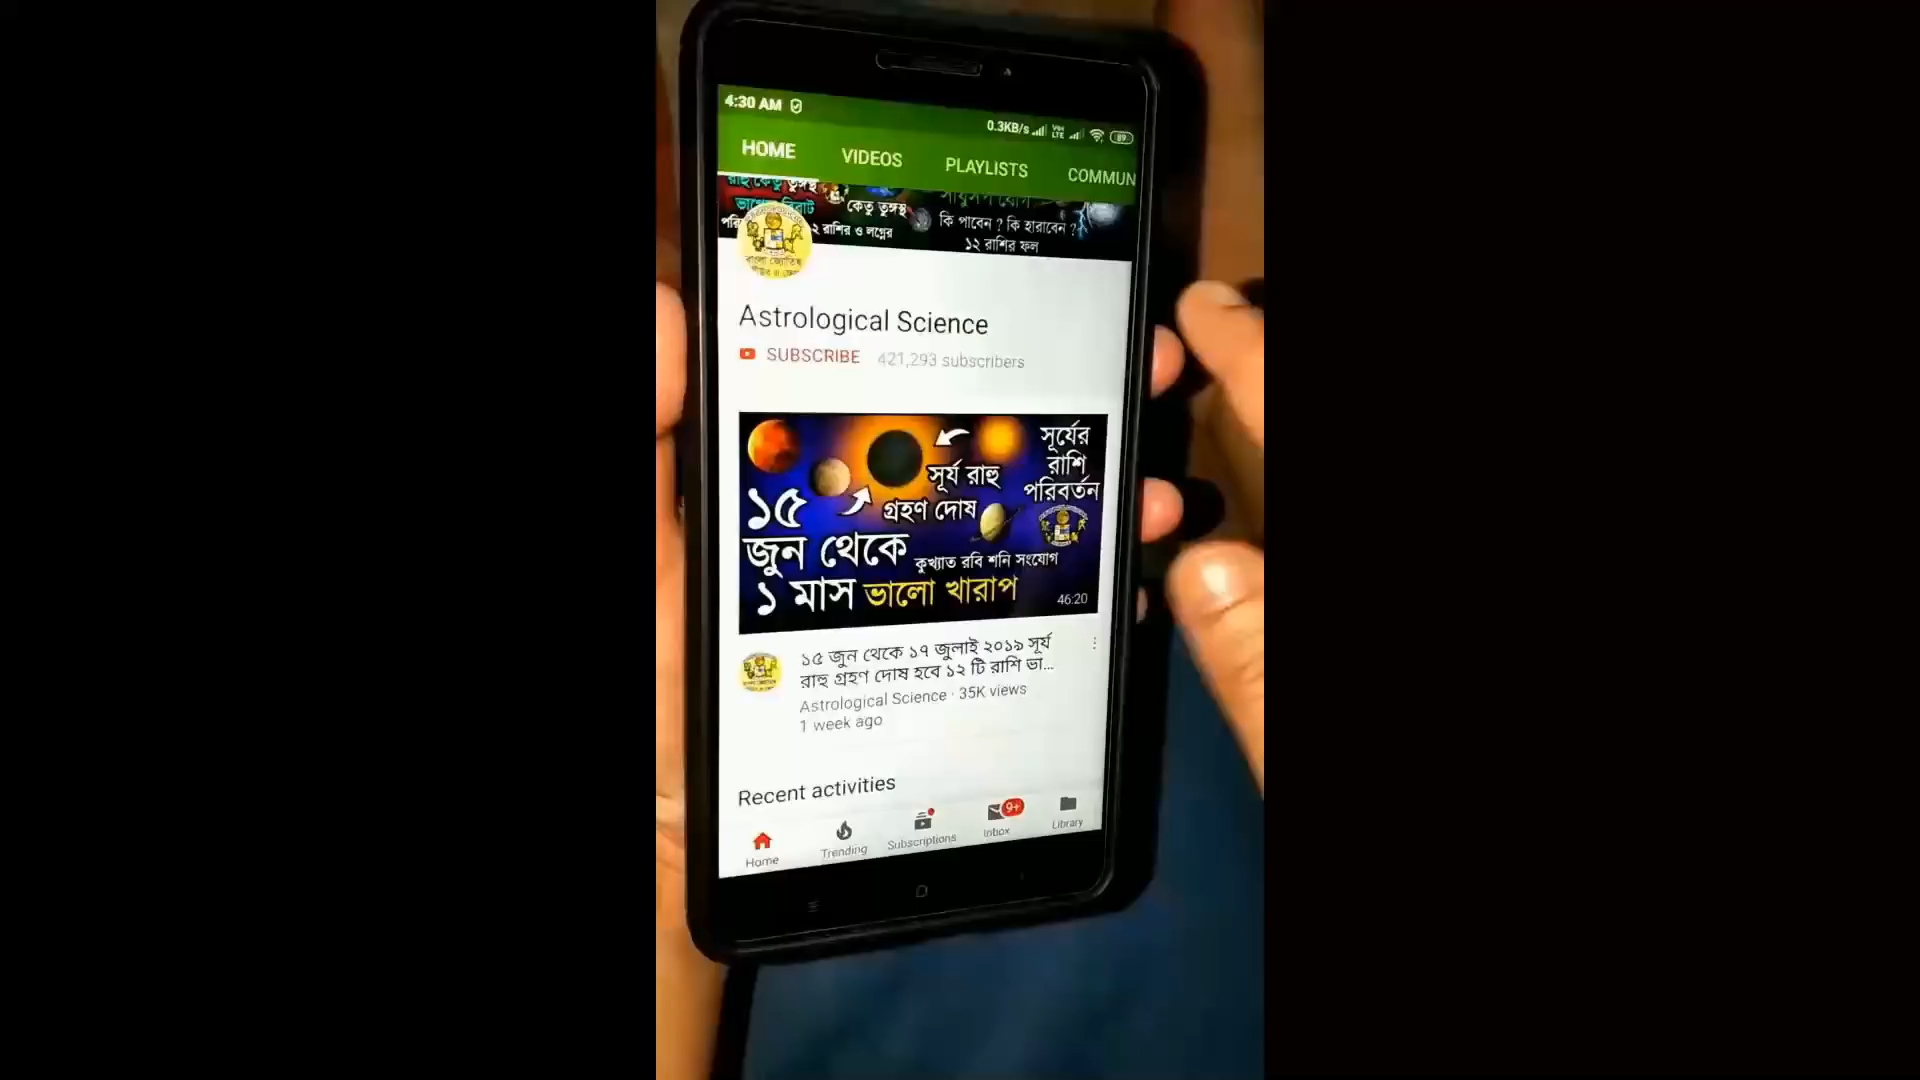 4:30 AM
0.3KB/s
89
HOME VIDEOS PLAYLISTS COMMUN
রাহু কেতু তুঙ্গস্থ
কেতু তুঙ্গস্থ
২ রাশির ও লগ্নের
কি পাবেন ? কি হারাবেন ?
১২ রাশির ফল
Astrological Science
SUBSCRIBE 421,293 subscribers
সূর্যের
রাশি
পরিবর্তন
সূর্য রাহু
গ্রহণ দোষ
১৫
জুন থেকে
কুখ্যাত রবি শনি সংযোগ
১ মাস ভালো খারাপ
46:20
১৫ জুন থেকে ১৭ জুলাই ২০১৯ সূর্য
রাহু গ্রহণ দোষ হবে ১২ টি রাশি ভা...
Astrological Science · 35K views
1 week ago
Recent activities
9+
Home Trending Subscriptions Inbox Library